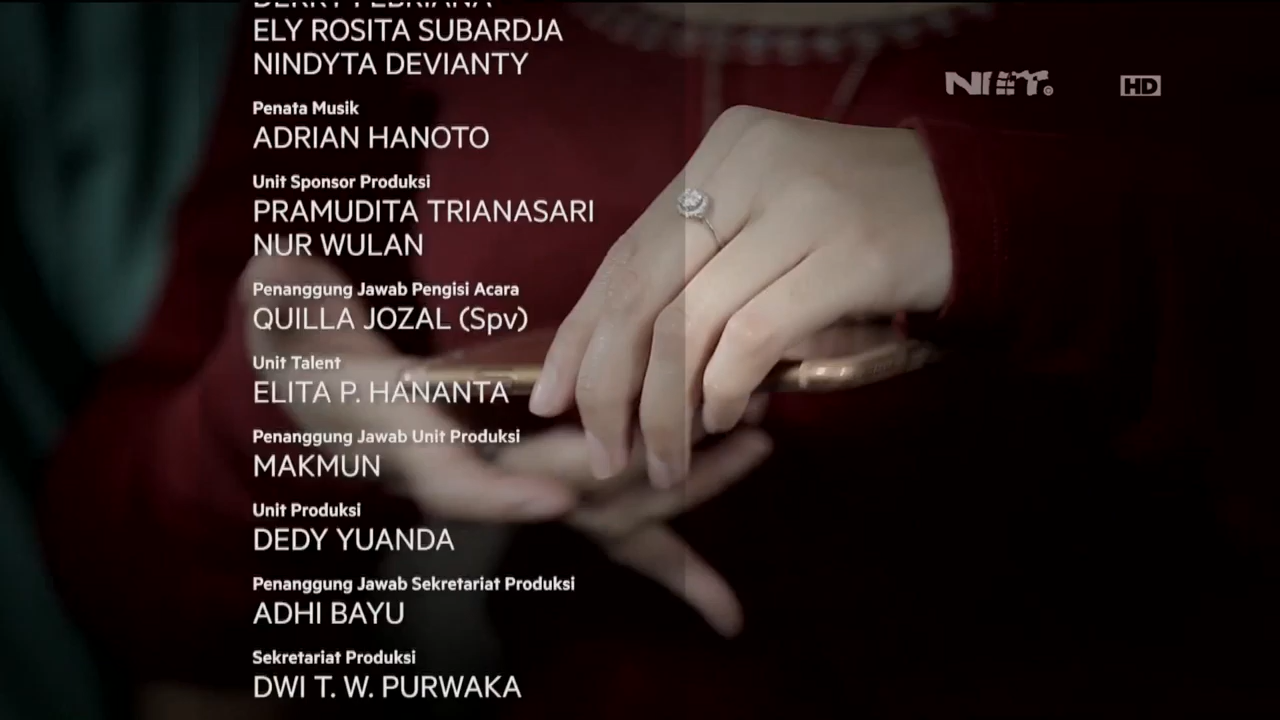 ELY ROSITA SUBARDJA
NINDYTA DEVIANTY
Penata Musik
ADRIAN HANOTO
Unit Sponsor Produksi
PRAMUDITA TRIANASARI
NUR WULAN
Penanggung Jawab Pengisi Acara
QUILLA JOZAL (Spv)
Unit Talent
ELITA P. HANANTA
Penanggung Jawab Unit Produksi
MAKMUN
Unit Produksi
DEDY YUANDA
Penanggung Jawab Sekretariat Produksi
ADHI BAYU
Sekretariat Produksi
DWI T. W. PURWAKA
NET.
HD